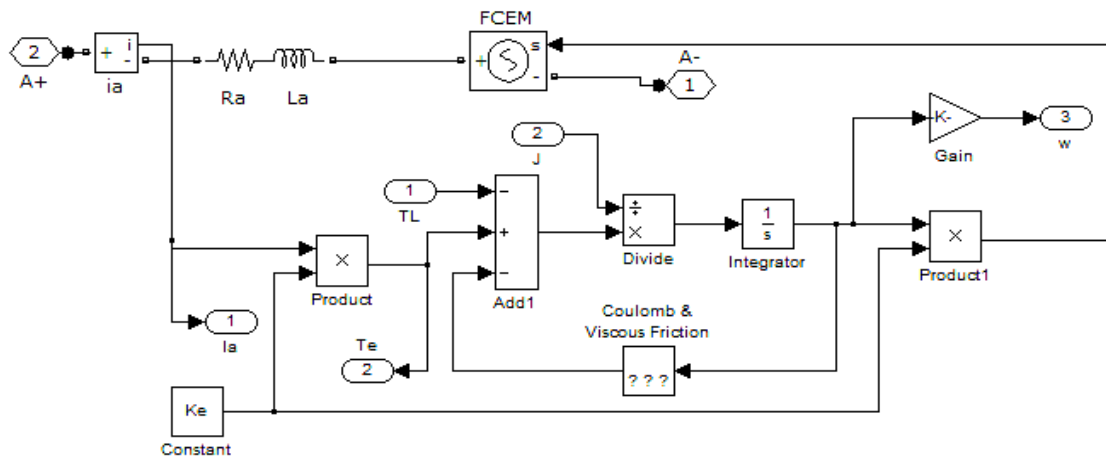 FCEM
2
A+
+
i
-
ia
Ra
La
+
s
-
A-
1
2
J
K-
Gain
3
w
1
TL
−
+
−
Add1
÷
×
Divide
1
s
Integrator
×
Product1
×
Product
1
Ia
Te
2
Coulomb &
Viscous Friction
? ? ?
Ke
Constant